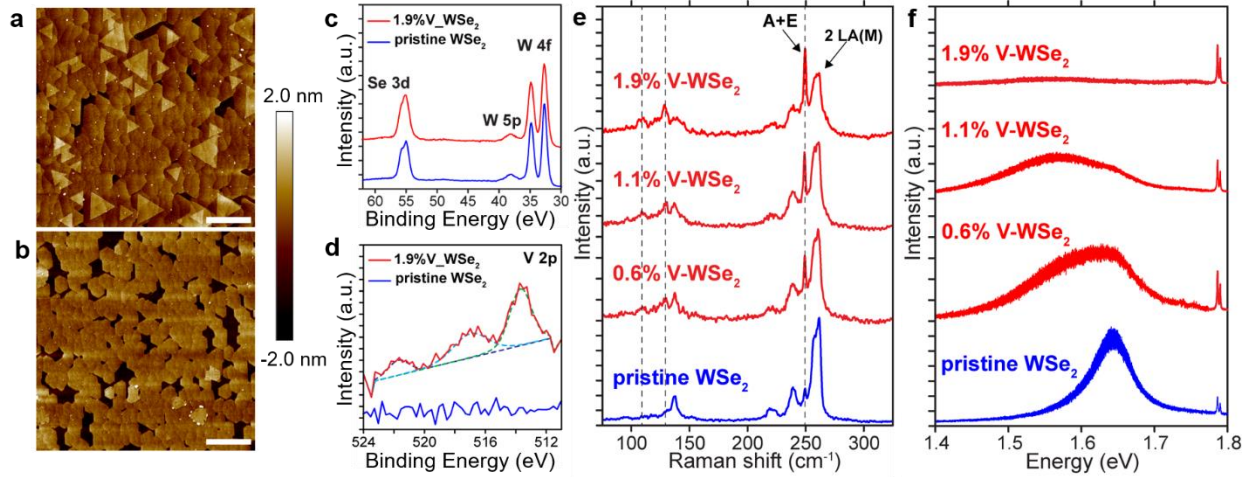 a
2.0 nm
-2.0 nm
b
c
1.9%V_WSe₂
pristine WSe₂
W 4f
Se 3d
W 5p
Intensity (a.u.)
60 55 50 45 40 35 30
Binding Energy (eV)
d
1.9%V_WSe₂
pristine WSe₂
V 2p
Intensity (a.u.)
524 520 515 511
Binding Energy (eV)
e
A+E
2 LA(M)
1.9% V-WSe₂
1.1% V-WSe₂
0.6% V-WSe₂
pristine WSe₂
Intensity (a.u.)
100 150 200 250 300
Raman shift (cm⁻¹)
f
1.9% V-WSe₂
1.1% V-WSe₂
0.6% V-WSe₂
pristine WSe₂
Intensity (a.u.)
1.4 1.5 1.6 1.7 1.8
Energy (eV)